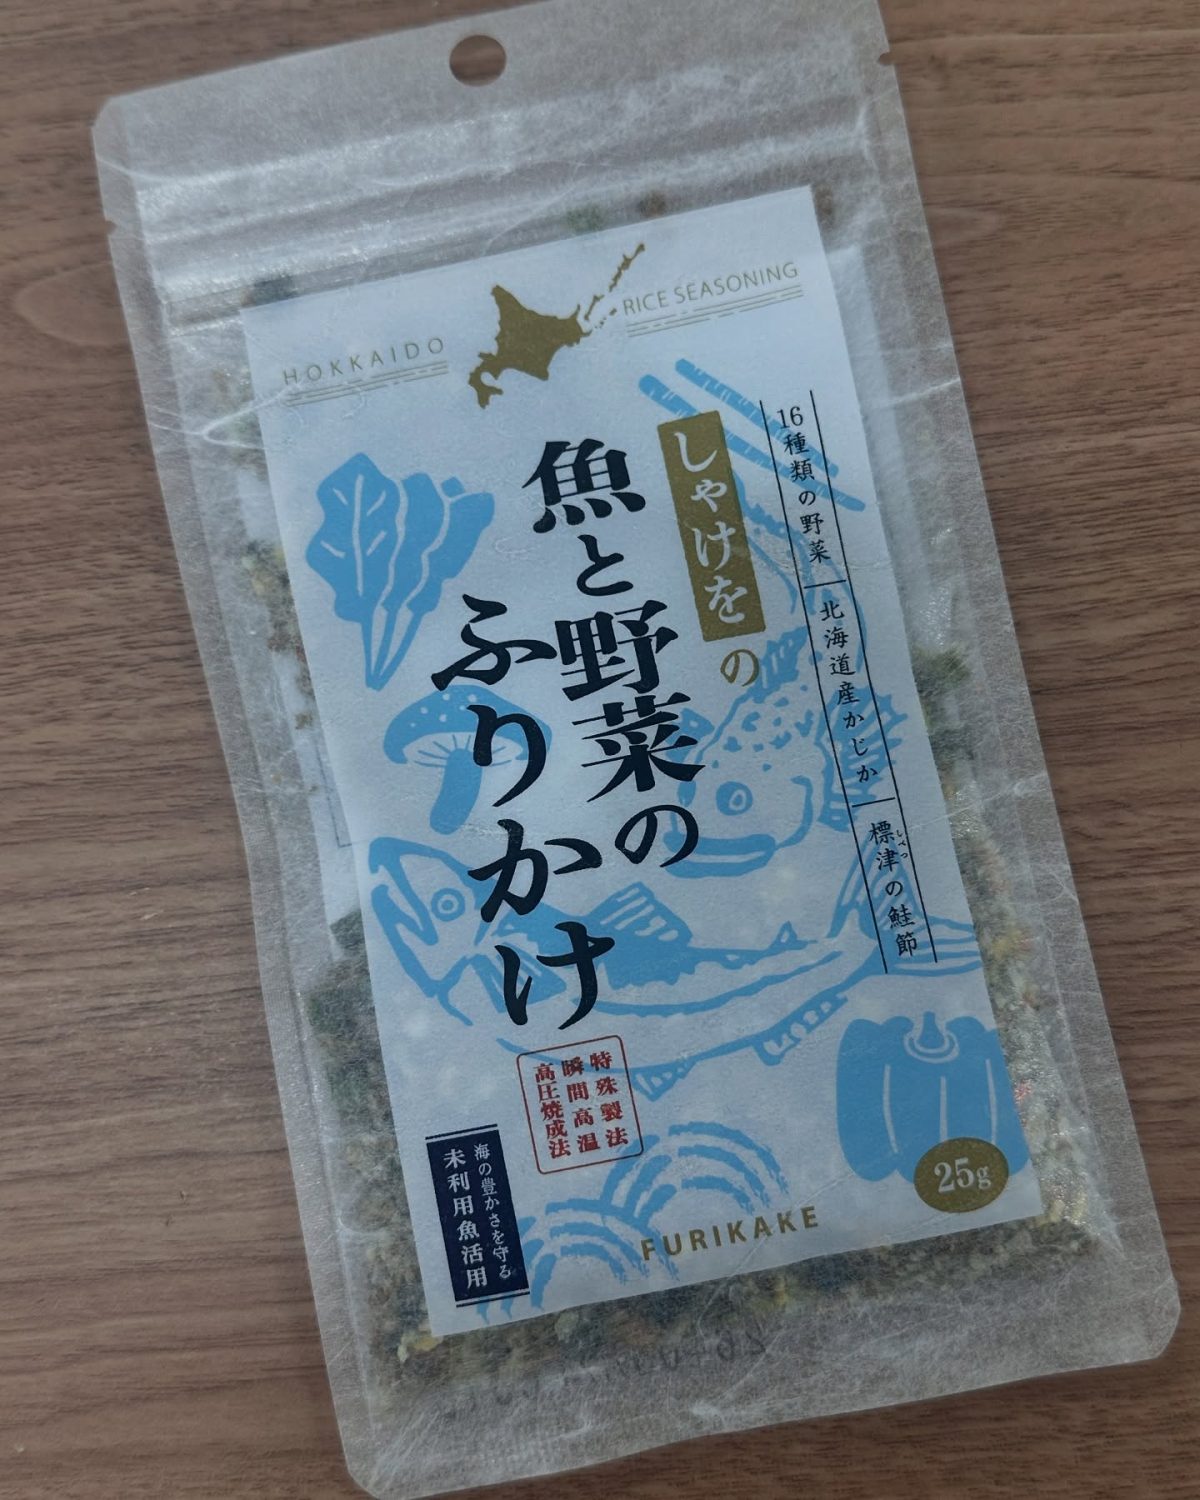 HOKKAIDO
RICE SEASONING
16種類の野菜
北海道産かじか
標津の鮭節
しべつ
しゃけをの
魚と野菜の
ふりかけ
特殊製法
瞬間高温
高圧焼成法
海の豊かさを守る
未利用魚活用
25g
FURIKAKE